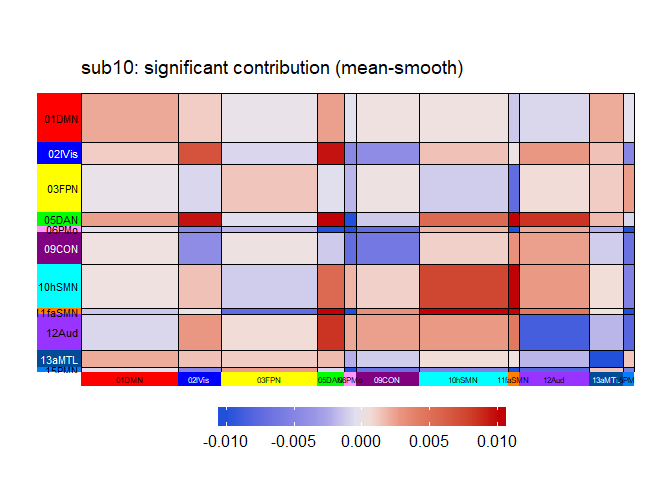 sub10: significant contribution (mean-smooth)
01DMN
02lVis
03FPN
05DAN
06PMo
09CON
10hSMN
11faSMN
12Aud
13aMTL
15PMN
01DMN 02lVis 03FPN 05DAN 06PMo 09CON 10hSMN 11faSMN 12Aud 13aMTL
-0.010 -0.005 0.000 0.005 0.010